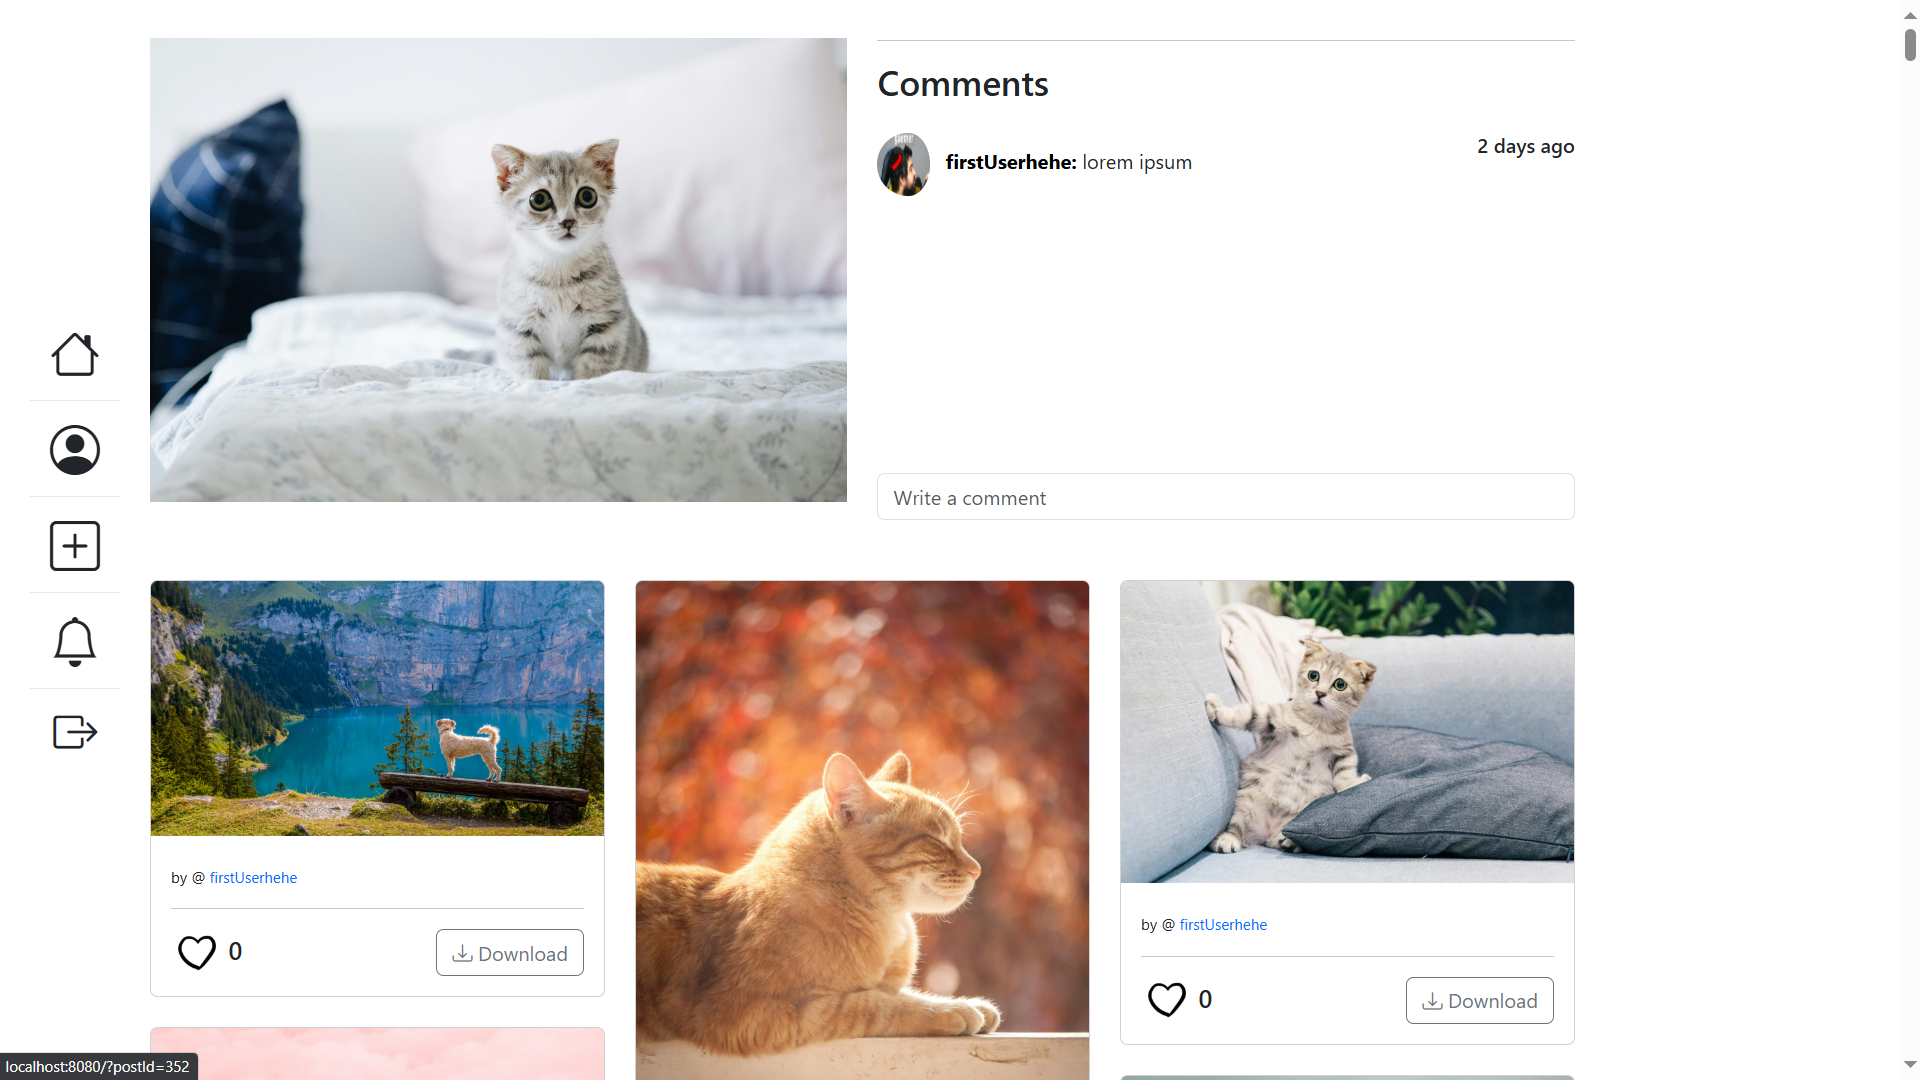 Comments
firstUserhehe: lorem ipsum
2 days ago
Write a comment
by @ firstUserhehe
0
Download
by @ firstUserhehe
0
Download
localhost:8080/?postId=352